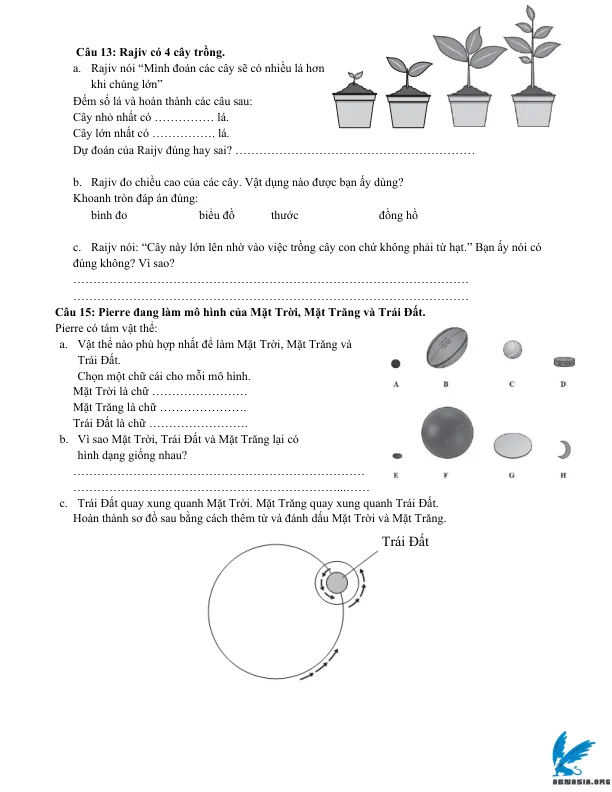 Câu 13: Rajiv có 4 cây trồng.
a. Rajiv nói “Mình đoán các cây sẽ có nhiều lá hơn
khi chúng lớn”
Đếm số lá và hoàn thành các câu sau:
Cây nhỏ nhất có …………… lá.
Cây lớn nhất có ……………. lá.
Dự đoán của Raijv đúng hay sai? ……………………………………………………
b. Rajiv đo chiều cao của các cây. Vật dụng nào được bạn ấy dùng?
Khoanh tròn đáp án đúng:
bình đo biểu đồ thước đồng hồ
c. Raijv nói: “Cây này lớn lên nhờ vào việc trồng cây con chứ không phải từ hạt.” Bạn ấy nói có
đúng không? Vì sao?
………………………………………………………………………………………
………………………………………………………………………………………
Câu 15: Pierre đang làm mô hình của Mặt Trời, Mặt Trăng và Trái Đất.
Pierre có tám vật thể:
a. Vật thể nào phù hợp nhất để làm Mặt Trời, Mặt Trăng và
Trái Đất.
Chọn một chữ cái cho mỗi mô hình.
Mặt Trời là chữ ……………………
Mặt Trăng là chữ ………………….
Trái Đất là chữ …………………….
A B C D
b. Vì sao Mặt Trời, Trái Đất và Mặt Trăng lại có
hình dạng giống nhau?
………………………………………………………………
…………………………………………………………...……
E F G H
c. Trái Đất quay xung quanh Mặt Trời. Mặt Trăng quay xung quanh Trái Đất.
Hoàn thành sơ đồ sau bằng cách thêm từ và đánh dấu Mặt Trời và Mặt Trăng.
Trái Đất
ABNASIA.ORG